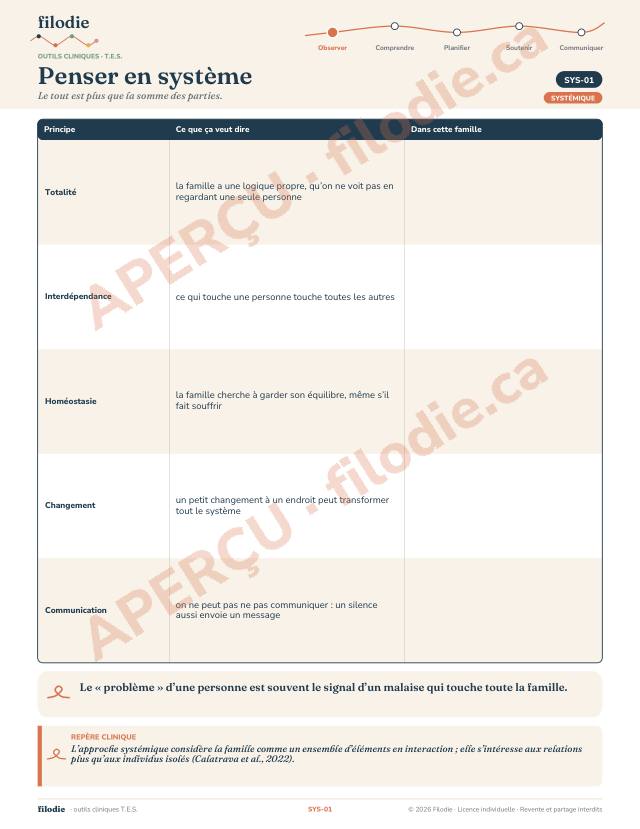 filodie
OUTILS CLINIQUES · T.E.S.
Observer
Comprendre
Planifier
Soutenir
Communiquer
Penser en système
Le tout est plus que la somme des parties.
SYS-01
SYSTÉMIQUE
Principe
Ce que ça veut dire
Dans cette famille
Totalité
la famille a une logique propre, qu’on ne voit pas en
regardant une seule personne
Interdépendance
ce qui touche une personne touche toutes les autres
Homéostasie
la famille cherche à garder son équilibre, même s’il
fait souffrir
Changement
un petit changement à un endroit peut transformer
tout le système
Communication
on ne peut pas ne pas communiquer : un silence
aussi envoie un message
APERÇU · filodie.ca
APERÇU · filodie.ca
Le « problème » d’une personne est souvent le signal d’un malaise qui touche toute la famille.
REPÈRE CLINIQUE
L’approche systémique considère la famille comme un ensemble d’éléments en interaction ; elle s’intéresse aux relations
plus qu’aux individus isolés (Calatrava et al., 2022).
filodie · outils cliniques T.E.S.
SYS-01
© 2026 Filodie · Licence individuelle · Revente et partage interdits